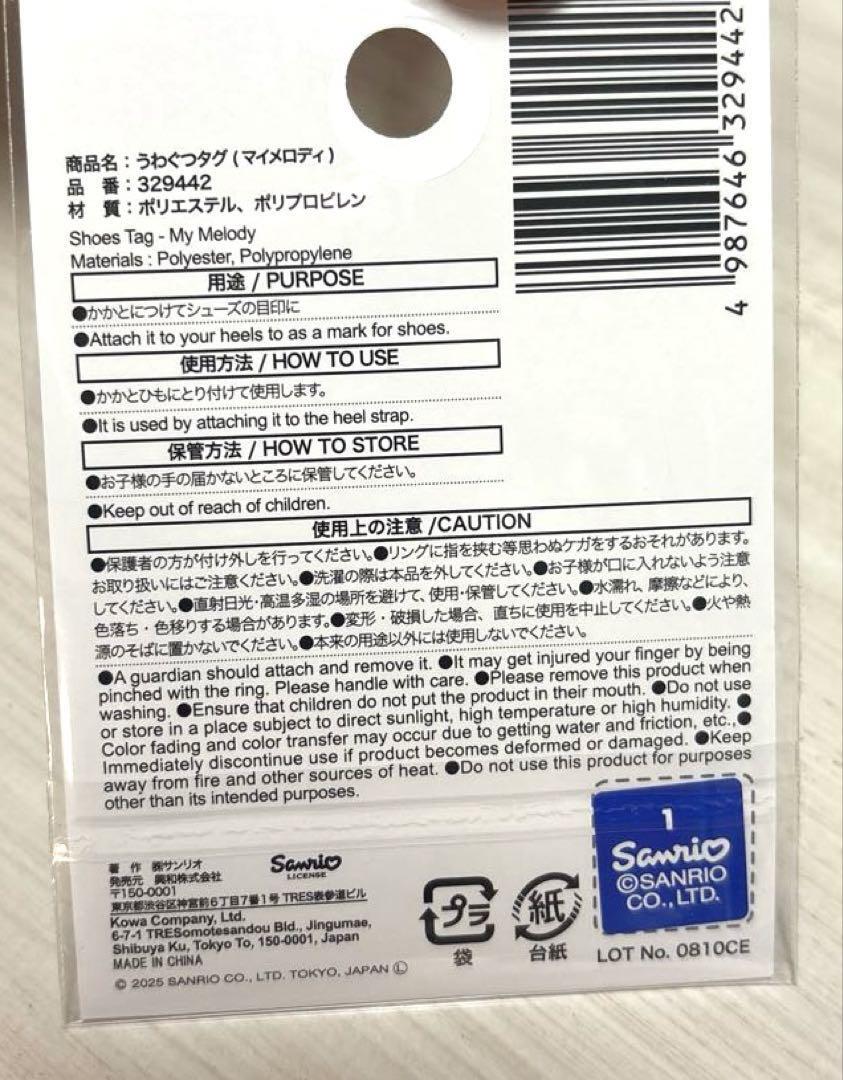 商品名：うわぐつタグ(マイメロディ)
品　番：329442
材　質：ポリエステル、ポリプロピレン
Shoes Tag - My Melody
Materials : Polyester, Polypropylene
4 987646 329442
用途 / PURPOSE
●かかとにつけてシューズの目印に
●Attach it to your heels to as a mark for shoes.
使用方法 / HOW TO USE
●かかとひもにとり付けて使用します。
●It is used by attaching it to the heel strap.
保管方法 / HOW TO STORE
●お子様の手の届かないところに保管してください。
●Keep out of reach of children.
使用上の注意 /CAUTION
●保護者の方が付け外しを行ってください。●リングに指を挟む等思わぬケガをするおそれがあります。
お取り扱いにはご注意ください。●洗濯の際は本品を外してください。●お子様が口に入れないよう注意
してください。●直射日光・高温多湿の場所を避けて、使用・保管してください。●水濡れ、摩擦などにより、
色落ち・色移りする場合があります。●変形・破損した場合、直ちに使用を中止してください。●火や熱
源のそばに置かないでください。●本来の用途以外には使用しないでください。
●A guardian should attach and remove it. ●It may get injured your finger by being
pinched with the ring. Please handle with care. ●Please remove this product when
washing. ●Ensure that children do not put the product in their mouth. ●Do not use
or store in a place subject to direct sunlight, high temperature or high humidity. ●
Color fading and color transfer may occur due to getting water and friction, etc.,●
Immediately discontinue use if product becomes deformed or damaged. ●Keep
away from fire and other sources of heat. ●Do not use this product for purposes
other than its intended purposes.
著　作　㈱サンリオ
発売元　興和株式会社
〒150-0001
東京都渋谷区神宮前6丁目7番1号 TRES表参道ビル
Kowa Company, Ltd.
6-7-1 TRESomotesandou Bld., Jingumae,
Shibuya Ku, Tokyo To, 150-0001, Japan
MADE IN CHINA
© 2025 SANRIO CO., LTD. TOKYO, JAPAN Ⓛ
Sanrio
LICENSE
プラ
袋
紙
台紙
1
Sanrio
©SANRIO
CO.,LTD.
LOT No. 0810CE